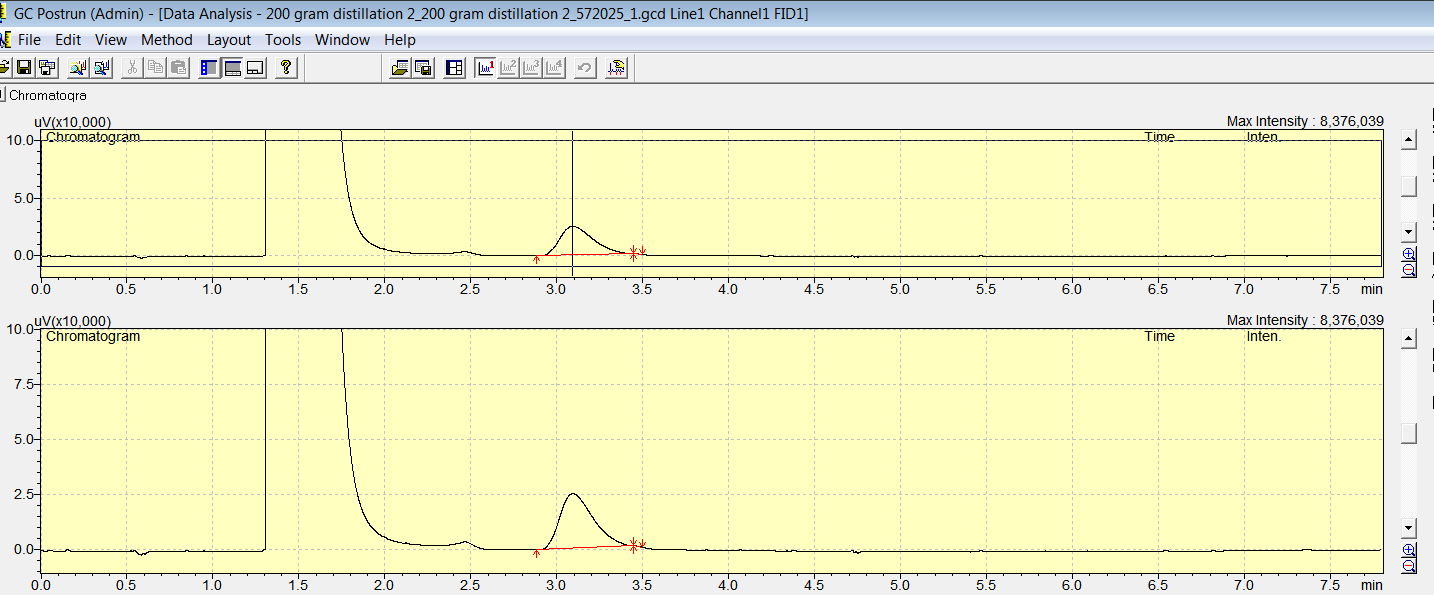 GC Postrun (Admin) - [Data Analysis - 200 gram distillation 2_200 gram distillation 2_572025_1.gcd Line1 Channel1 FID1]
File Edit View Method Layout Tools Window Help
Chromatogra
uV(x10,000)
Max Intensity : 8,376,039
10.0
Chromatogram
Time Inten.
5.0
0.0
0.0 0.5 1.0 1.5 2.0 2.5 3.0 3.5 4.0 4.5 5.0 5.5 6.0 6.5 7.0 7.5 min
uV(x10,000)
Max Intensity : 8,376,039
10.0
Chromatogram
Time Inten.
7.5
5.0
2.5
0.0
0.0 0.5 1.0 1.5 2.0 2.5 3.0 3.5 4.0 4.5 5.0 5.5 6.0 6.5 7.0 7.5 min